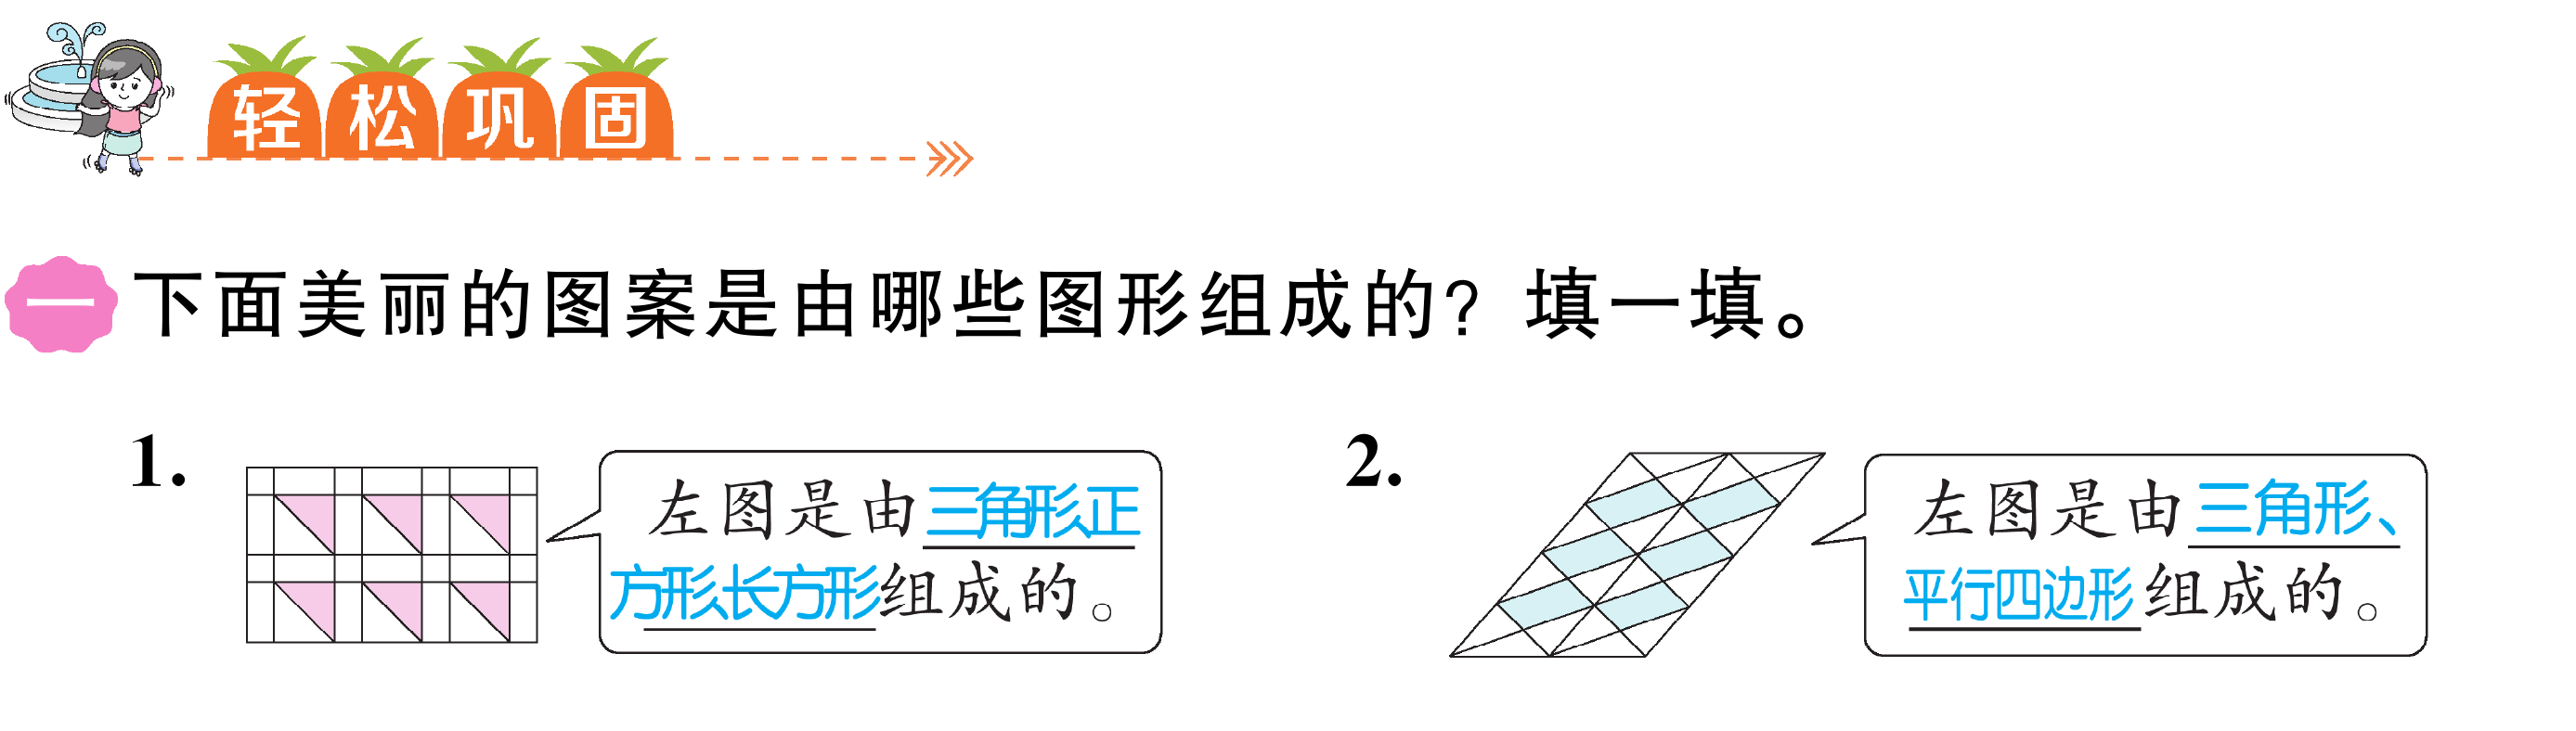 轻松巩固
一 下面美丽的图案是由哪些图形组成的？填一填。
1.
左图是由三角形、正
方形、长方形组成的。
2.
左图是由三角形、
平行四边形组成的。